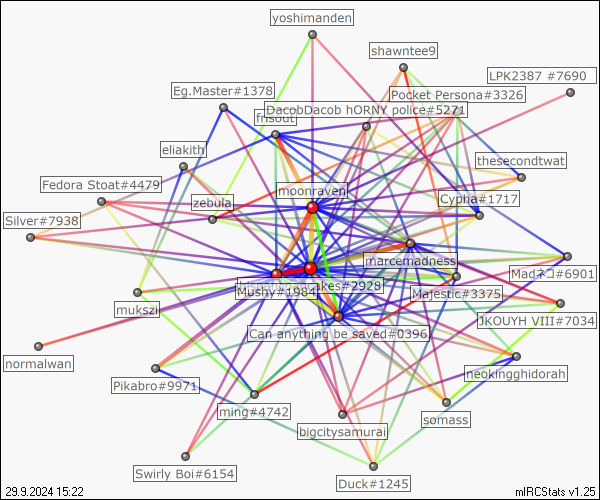 yoshimanden
shawntee9
LPK2387 #7690
Eg.Master#1378
Pocket Persona#3326
DacobDacob hORNY police#5271
frisout
eliakith
thesecondtwat
Fedora Stoat#4479
moonraven
zebula
Cypha#1717
Silver#7938
marcemadness
Madネコ#6901
Mushy#1984
akes#2928
Majestic#3375
mukszi
JKOUYH VIII#7034
Can anything be saved#0396
normalwan
neokingghidorah
Pikabro#9971
ming#4742
somass
bigcitysamurai
Swirly Boi#6154
Duck#1245
29.9.2024 15:22
mIRCStats v1.25